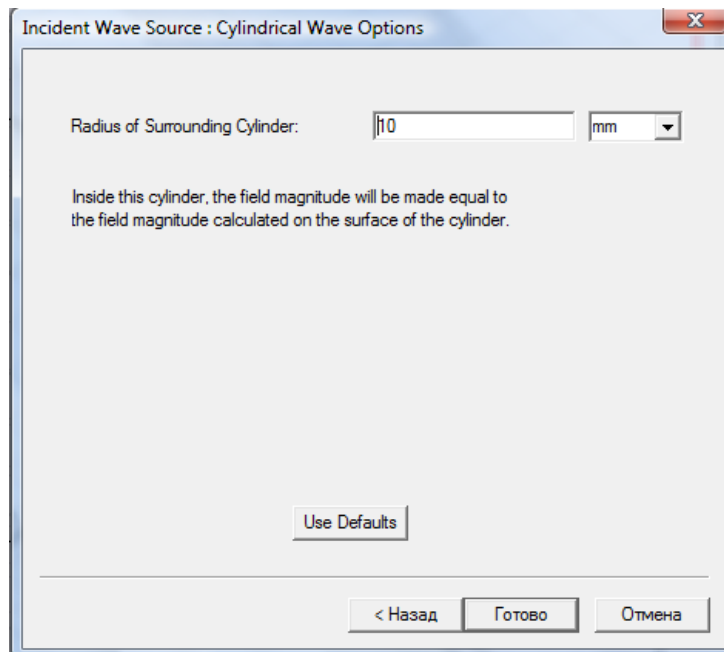 Incident Wave Source : Cylindrical Wave Options
Radius of Surrounding Cylinder: 10 mm
Inside this cylinder, the field magnitude will be made equal to
the field magnitude calculated on the surface of the cylinder.
Use Defaults
< Назад Готово Отмена